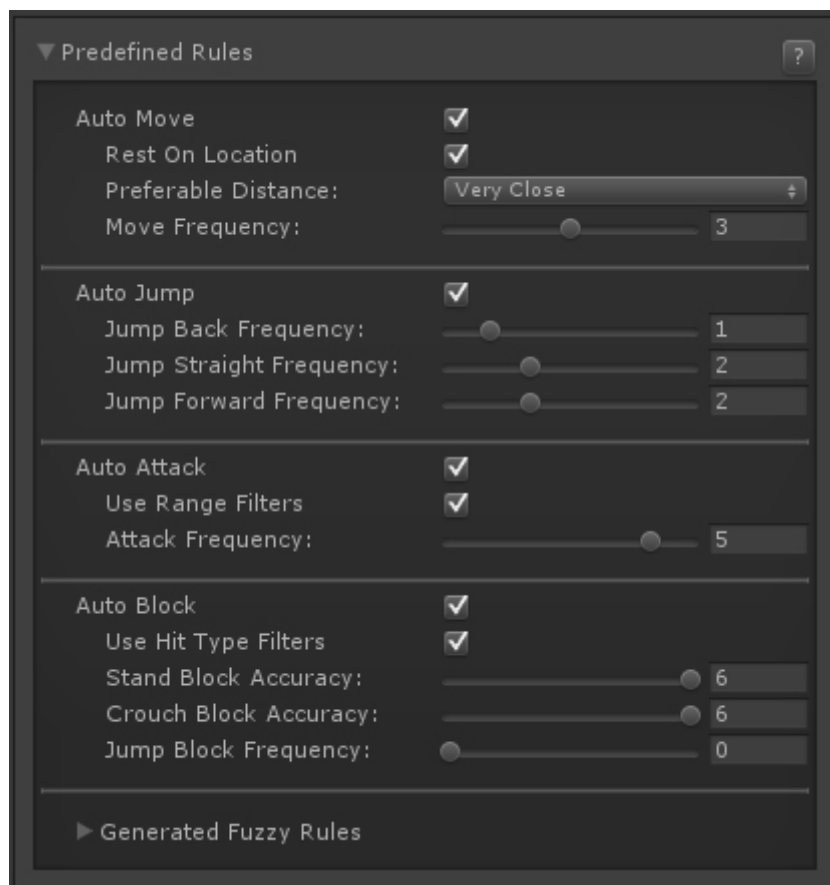 Predefined Rules ?
Auto Move
Rest On Location
Preferable Distance: Very Close
Move Frequency: 3
Auto Jump
Jump Back Frequency: 1
Jump Straight Frequency: 2
Jump Forward Frequency: 2
Auto Attack
Use Range Filters
Attack Frequency: 5
Auto Block
Use Hit Type Filters
Stand Block Accuracy: 6
Crouch Block Accuracy: 6
Jump Block Frequency: 0
Generated Fuzzy Rules